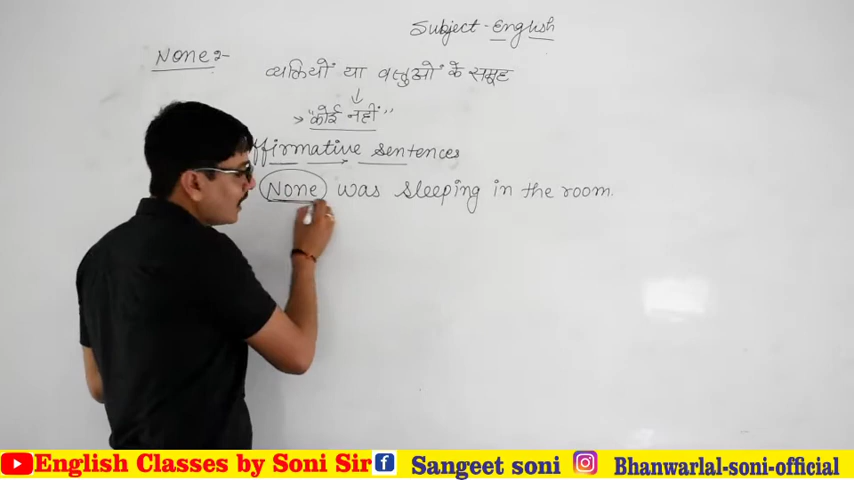 Subject - English
None :-
व्यक्तियों या वस्तुओं के समूह
"कोई नहीं"
ffirmative sentences
None was sleeping in the room.
English Classes by Soni Sir Sangeet soni Bhanwarlal-soni-official